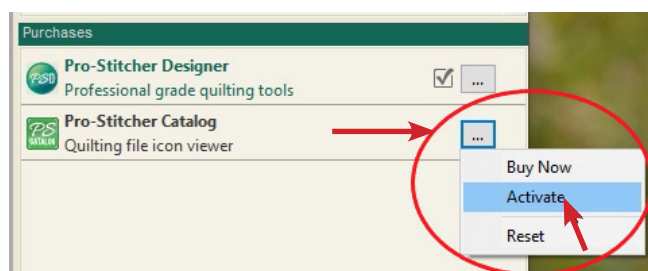 Purchases
PSD
Pro-Stitcher Designer
Professional grade quilting tools
...
PS
CATALOG
Pro-Stitcher Catalog
Quilting file icon viewer
...
Buy Now
Activate
Reset